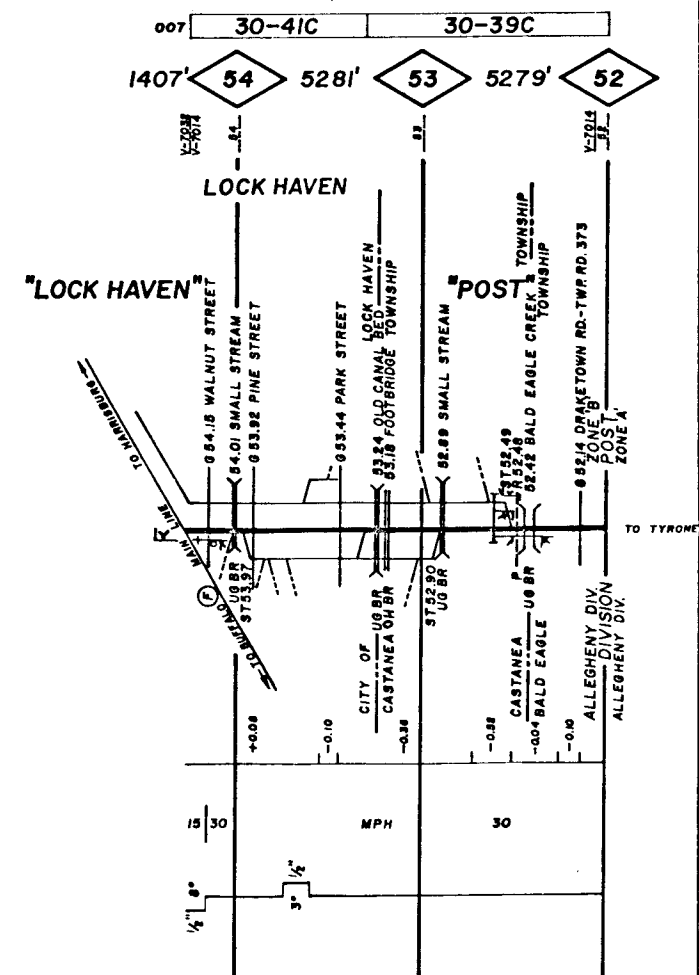 007 30-41C 30-39C
1407' 54 5281' 53 5279' 52
V-7038
V-7014
54
53
V-7014
52
LOCK HAVEN
"LOCK HAVEN"
"POST"
G 54.15 WALNUT STREET
54.01 SMALL STREAM
G 53.92 PINE STREET
G 53.44 PARK STREET
LOCK HAVEN
53.24 OLD CANAL BED
53.18 FOOTBRIDGE TOWNSHIP
52.89 SMALL STREAM
ST 52.49
R 52.48
52.42 BALD EAGLE CREEK & TOWNSHIP
TOWNSHIP
G 52.14 DRAKETOWN RD.-TWP. RD. 373
ZONE 'B'
POST
ZONE 'A'
TO HARRISBURG
MAIN LINE
TO BUFFALO
F
TO TYRONE
UG BR
ST 53.97
CITY OF UG BR
CASTANEA OH BR
ST 52.90
UG BR
P
CASTANEA UG BR
BALD EAGLE
ALLEGHENY DIV.
DIVISION
ALLEGHENY DIV.
+0.08 -0.10 -0.36 -0.38 -0.04 -0.10
15 30 MPH 30
1/2" 8° 3° 1/2"